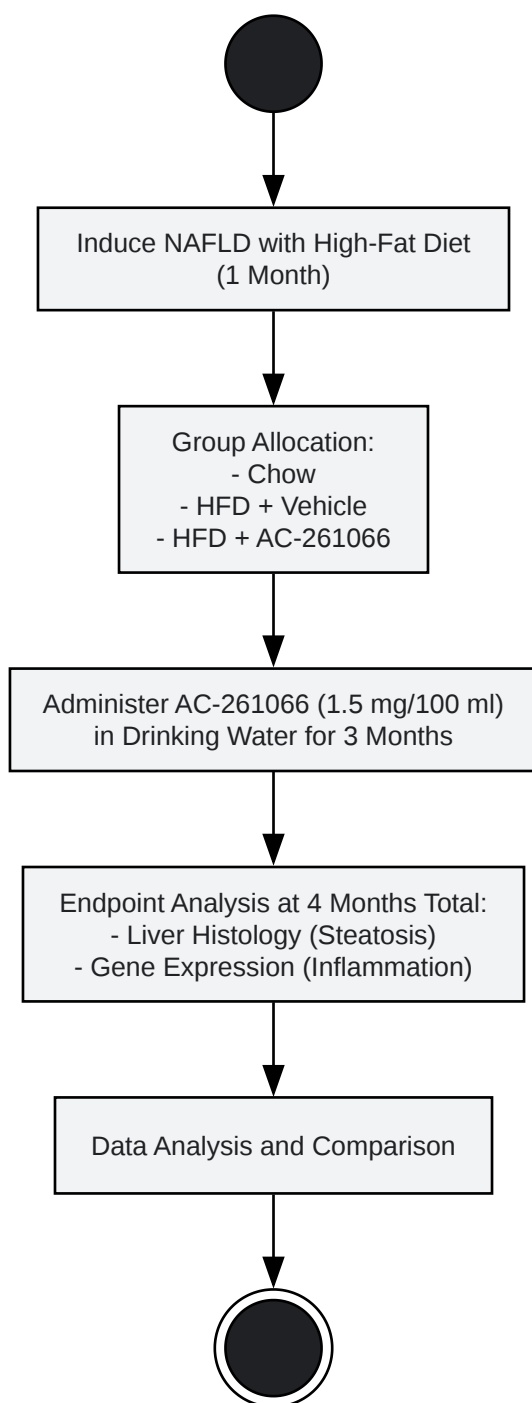 Induce NAFLD with High-Fat Diet
(1 Month)
Group Allocation:
- Chow
- HFD + Vehicle
- HFD + AC-261066
Administer AC-261066 (1.5 mg/100 ml)
in Drinking Water for 3 Months
Endpoint Analysis at 4 Months Total:
- Liver Histology (Steatosis)
- Gene Expression (Inflammation)
Data Analysis and Comparison